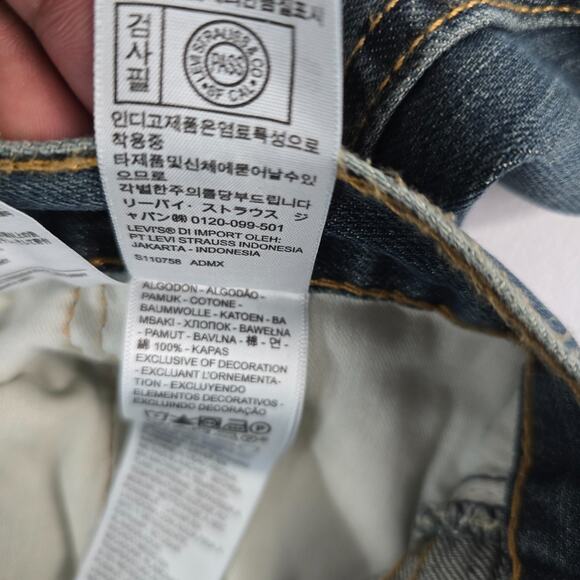 검
사
필
LEVI STRAUSS & CO
PASS
OF CAL
인디고제품은염료특성으로
착용중
타제품및신체에묻어날수있
으므로
각별한주의를당부드립니다
リーバイ・ストラウス ジ
ャパン㈱ 0120-099-501
LEVI'S® DI IMPORT OLEH:
PT LEVI STRAUSS INDONESIA
JAKARTA - INDONESIA
S110758 ADMX
ALGODON - ALGODÃO -
PAMUK - COTONE -
BAUMWOLLE - KATOEN - BA
MBAKI - ХЛОПОК - BAWEŁNA
- PAMUT - BAVLNA - 棉 - 면 -
綿 100% - KAPAS
EXCLUSIVE OF DECORATION
- EXCLUANT L'ORNEMENTA-
TION - EXCLUYENDO
ELEMENTOS DECORATIVOS -
EXCLUINDO DECORAÇÃO